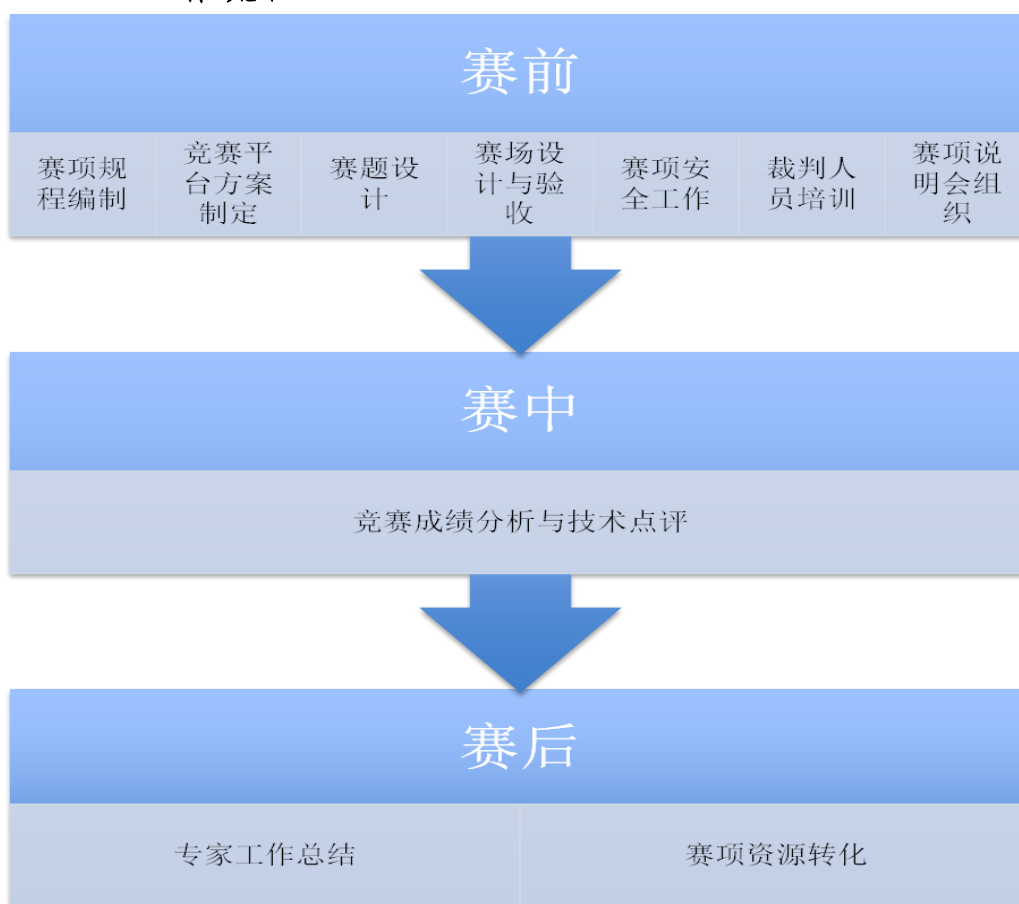 赛前
赛项规
程编制
竞赛平
台方案
制定
赛题设
计
赛场设
计与验
收
赛项安
全工作
裁判人
员培训
赛项说
明会组
织
赛中
竞赛成绩分析与技术点评
赛后
专家工作总结
赛项资源转化